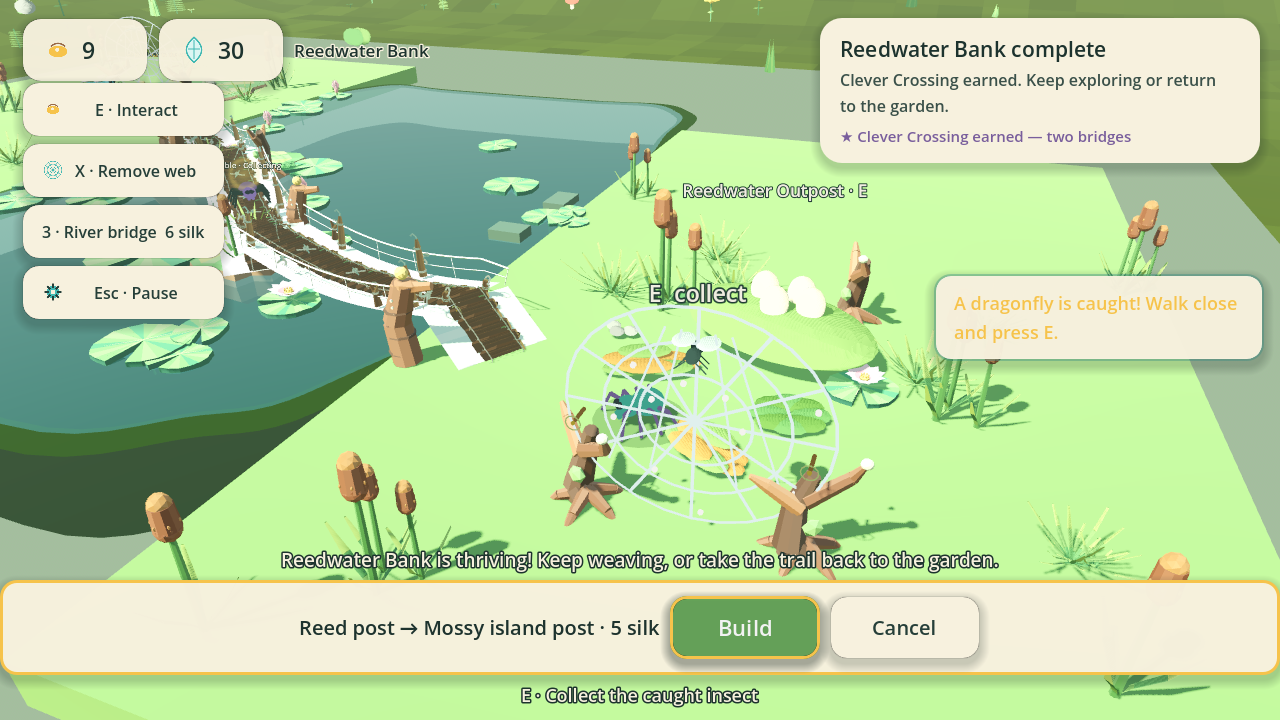 9
30
Reedwater Bank
E · Interact
X · Remove web
3 · River bridge 6 silk
Esc · Pause
Reedwater Bank complete
Clever Crossing earned. Keep exploring or return
to the garden.
★ Clever Crossing earned — two bridges
Reedwater Outpost · E
E collect
A dragonfly is caught! Walk close
and press E.
Reedwater Bank is thriving! Keep weaving, or take the trail back to the garden.
Reed post → Mossy island post · 5 silk
Build
Cancel
E · Collect the caught insect